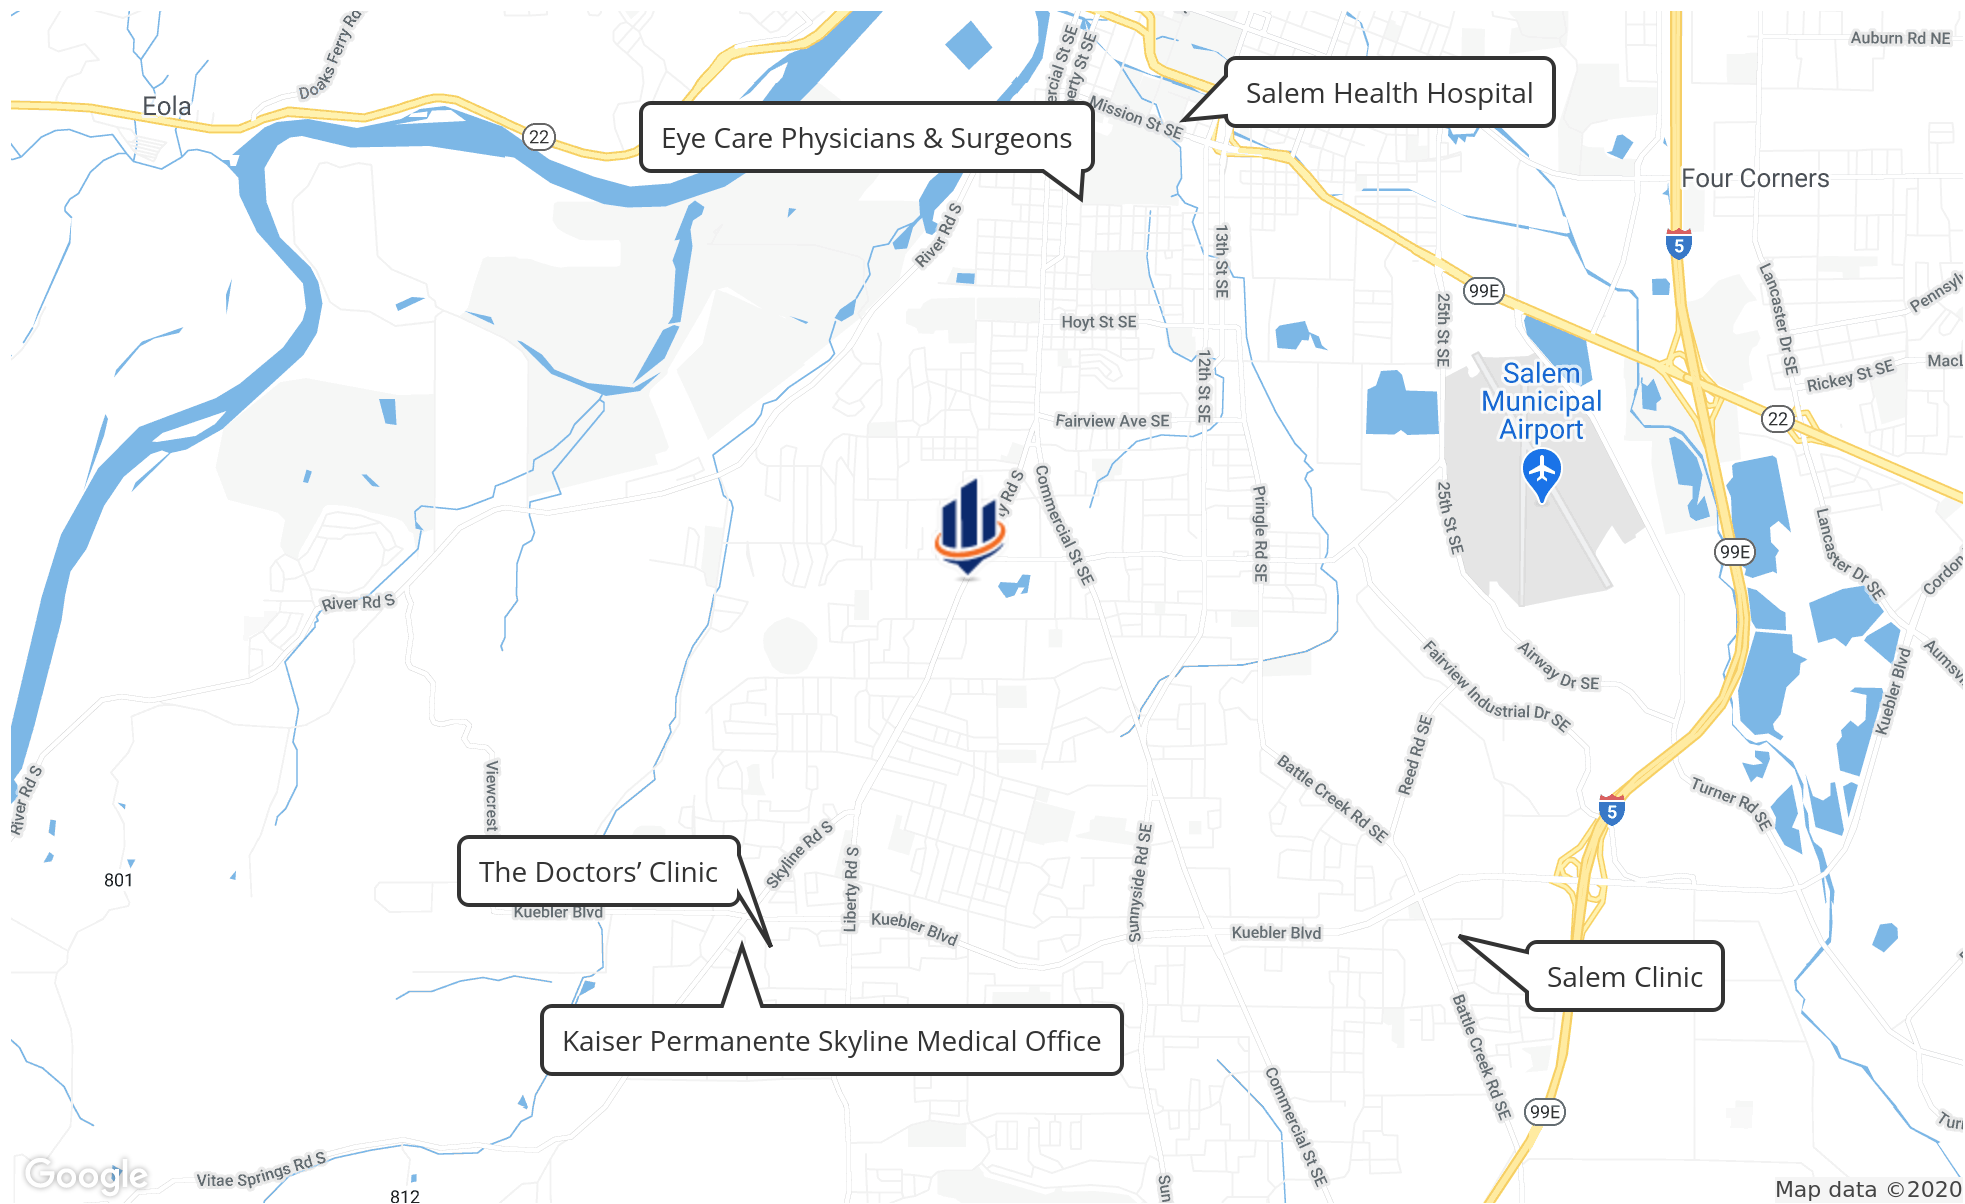 Auburn Rd NE
Doaks Ferry Rd
Eola
22
Salem Health Hospital
Eye Care Physicians & Surgeons
Mission St SE
Four Corners
River Rd S
13th St SE
5
99E
25th St SE
Lancaster Dr SE
Hoyt St SE
12th St SE
Salem
Municipal
Airport
Rickey St SE
22
Fairview Ave SE
Commercial St SE
Pringle Rd SE
25th St SE
99E
Lancaster Dr SE
River Rd S
Fairview Industrial Dr SE
Airway Dr SE
Kuebler Blvd
Reed Rd SE
Viewcrest
River Rd S
Battle Creek Rd SE
5
Turner Rd SE
Skyline Rd S
Liberty Rd S
Sunnyside Rd SE
801
The Doctors’ Clinic
Kuebler Blvd
Kuebler Blvd
Kuebler Blvd
Salem Clinic
Kaiser Permanente Skyline Medical Office
Battle Creek Rd SE
Commercial St SE
99E
Vitae Springs Rd S
812
Google
Map data ©2020